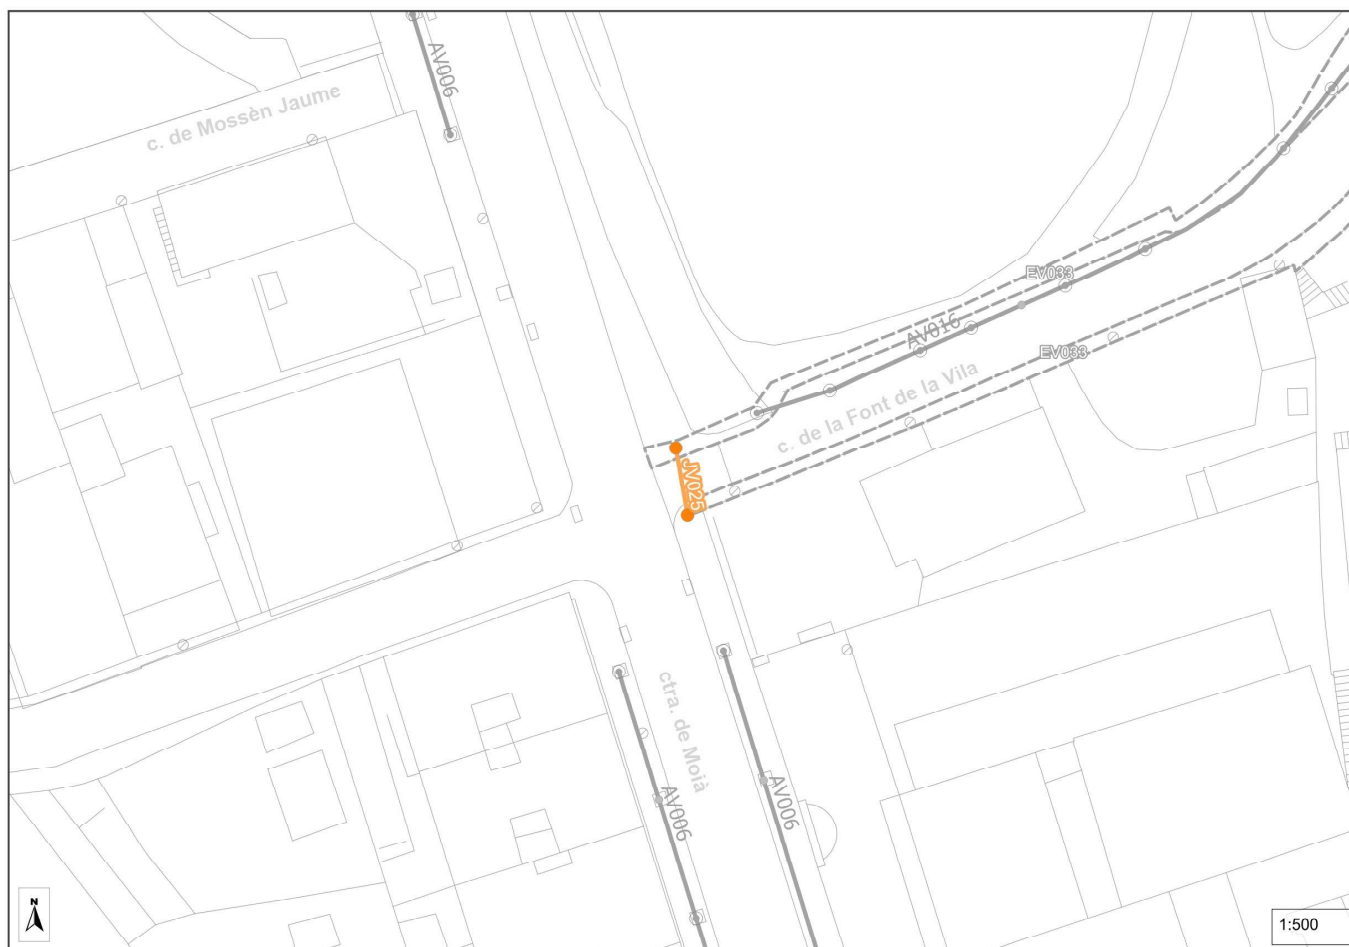 AV006
c. de Mossèn Jaume
EV033
AV016
EV033
c. de la Font de la Vila
JV025
ctra. de Moià
AV006
AV006
N
1:500